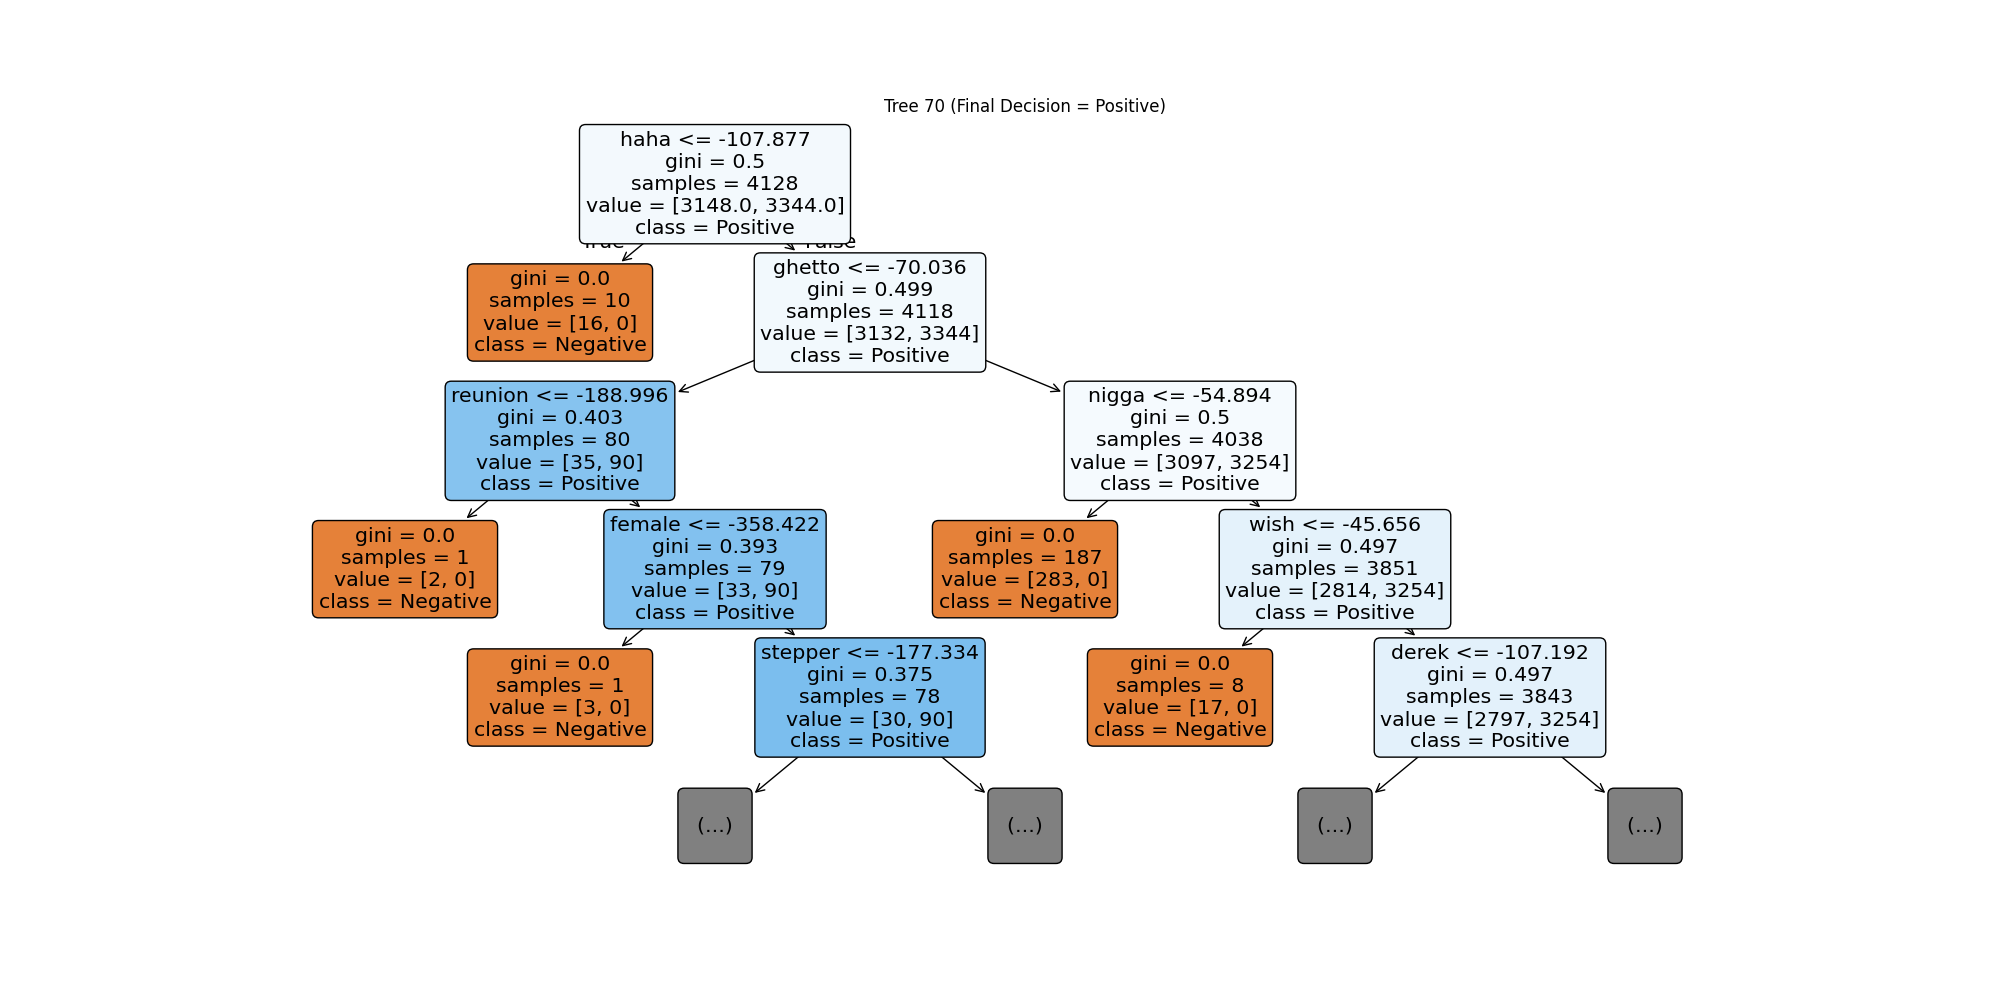 Tree 70 (Final Decision = Positive)
haha <= -107.877
gini = 0.5
samples = 4128
value = [3148.0, 3344.0]
class = Positive
True
False
gini = 0.0
samples = 10
value = [16, 0]
class = Negative
ghetto <= -70.036
gini = 0.499
samples = 4118
value = [3132, 3344]
class = Positive
reunion <= -188.996
gini = 0.403
samples = 80
value = [35, 90]
class = Positive
nigga <= -54.894
gini = 0.5
samples = 4038
value = [3097, 3254]
class = Positive
gini = 0.0
samples = 1
value = [2, 0]
class = Negative
female <= -358.422
gini = 0.393
samples = 79
value = [33, 90]
class = Positive
gini = 0.0
samples = 187
value = [283, 0]
class = Negative
wish <= -45.656
gini = 0.497
samples = 3851
value = [2814, 3254]
class = Positive
gini = 0.0
samples = 1
value = [3, 0]
class = Negative
stepper <= -177.334
gini = 0.375
samples = 78
value = [30, 90]
class = Positive
gini = 0.0
samples = 8
value = [17, 0]
class = Negative
derek <= -107.192
gini = 0.497
samples = 3843
value = [2797, 3254]
class = Positive
(...)
(...)
(...)
(...)